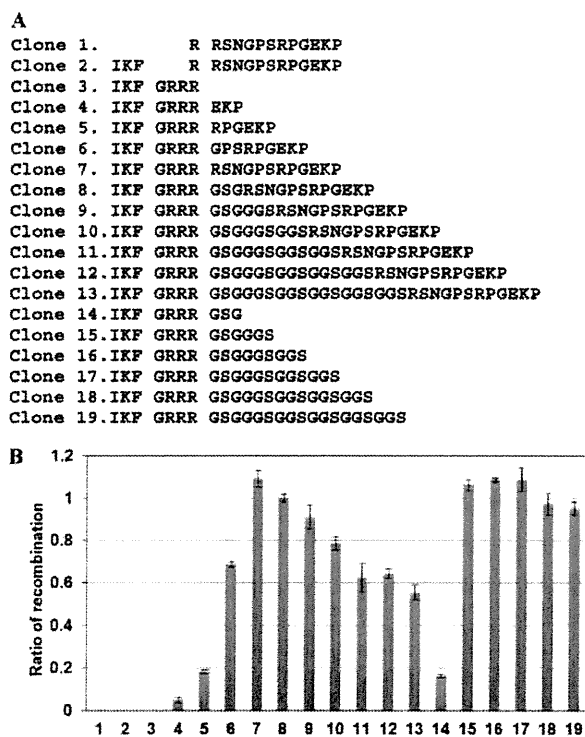 A
Clone 1. R RSNGPSRPGEKP
Clone 2. IKF R RSNGPSRPGEKP
Clone 3. IKF GRRR
Clone 4. IKF GRRR EKP
Clone 5. IKF GRRR RPGEKP
Clone 6. IKF GRRR GPSRPGEKP
Clone 7. IKF GRRR RSNGPSRPGEKP
Clone 8. IKF GRRR GSGRSNGPSRPGEKP
Clone 9. IKF GRRR GSGGGSRSNGPSRPGEKP
Clone 10.IKF GRRR GSGGGSGGSRSNGPSRPGEKP
Clone 11.IKF GRRR GSGGGSGGSGGSRSNGPSRPGEKP
Clone 12.IKF GRRR GSGGGSGGSGGSGGSRSNGPSRPGEKP
Clone 13.IKF GRRR GSGGGSGGSGGSGGSGGSRSNGPSRPGEKP
Clone 14.IKF GRRR GSG
Clone 15.IKF GRRR GSGGGS
Clone 16.IKF GRRR GSGGGSGGS
Clone 17.IKF GRRR GSGGGSGGSGGS
Clone 18.IKF GRRR GSGGGSGGSGGSGGS
Clone 19.IKF GRRR GSGGGSGGSGGSGGSGGS
B
Ratio of recombination
1.2
1
0.8
0.6
0.4
0.2
0
1 2 3 4 5 6 7 8 9 10 11 12 13 14 15 16 17 18 19